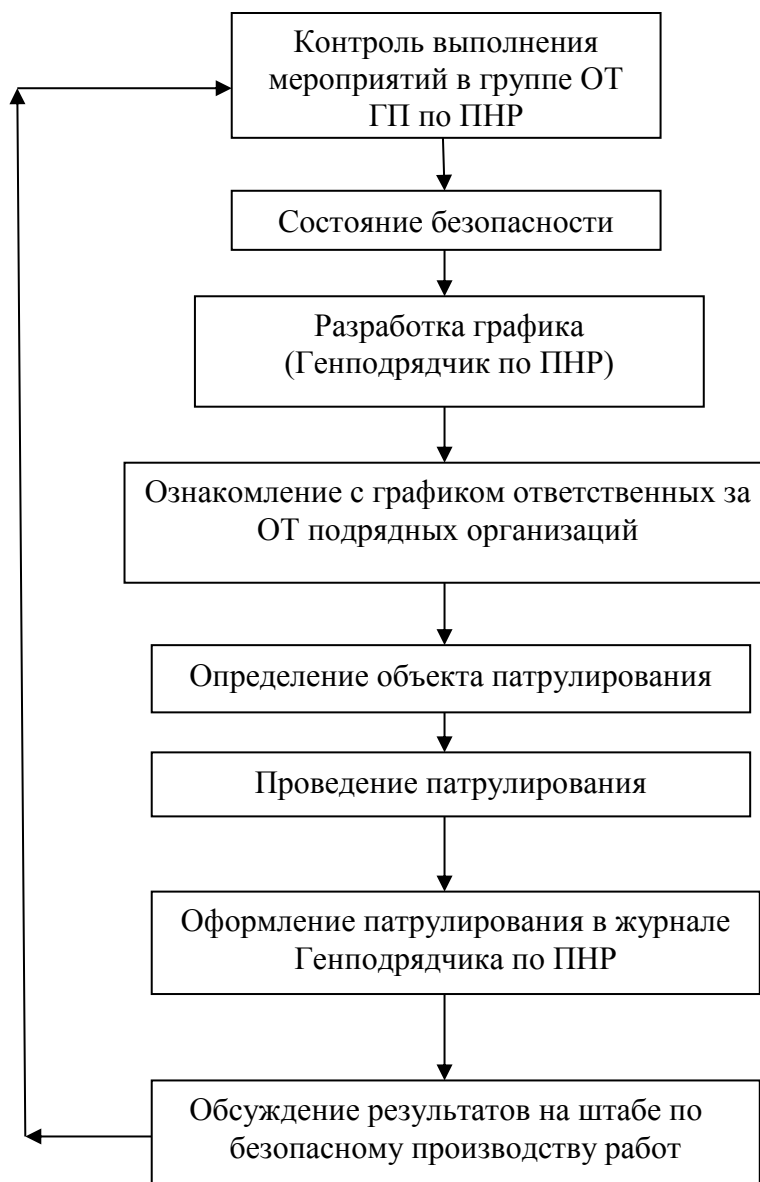 Контроль выполнения
мероприятий в группе ОТ
ГП по ПНР
Состояние безопасности
Разработка графика
(Генподрядчик по ПНР)
Ознакомление с графиком ответственных за
ОТ подрядных организаций
Определение объекта патрулирования
Проведение патрулирования
Оформление патрулирования в журнале
Генподрядчика по ПНР
Обсуждение результатов на штабе по
безопасному производству работ